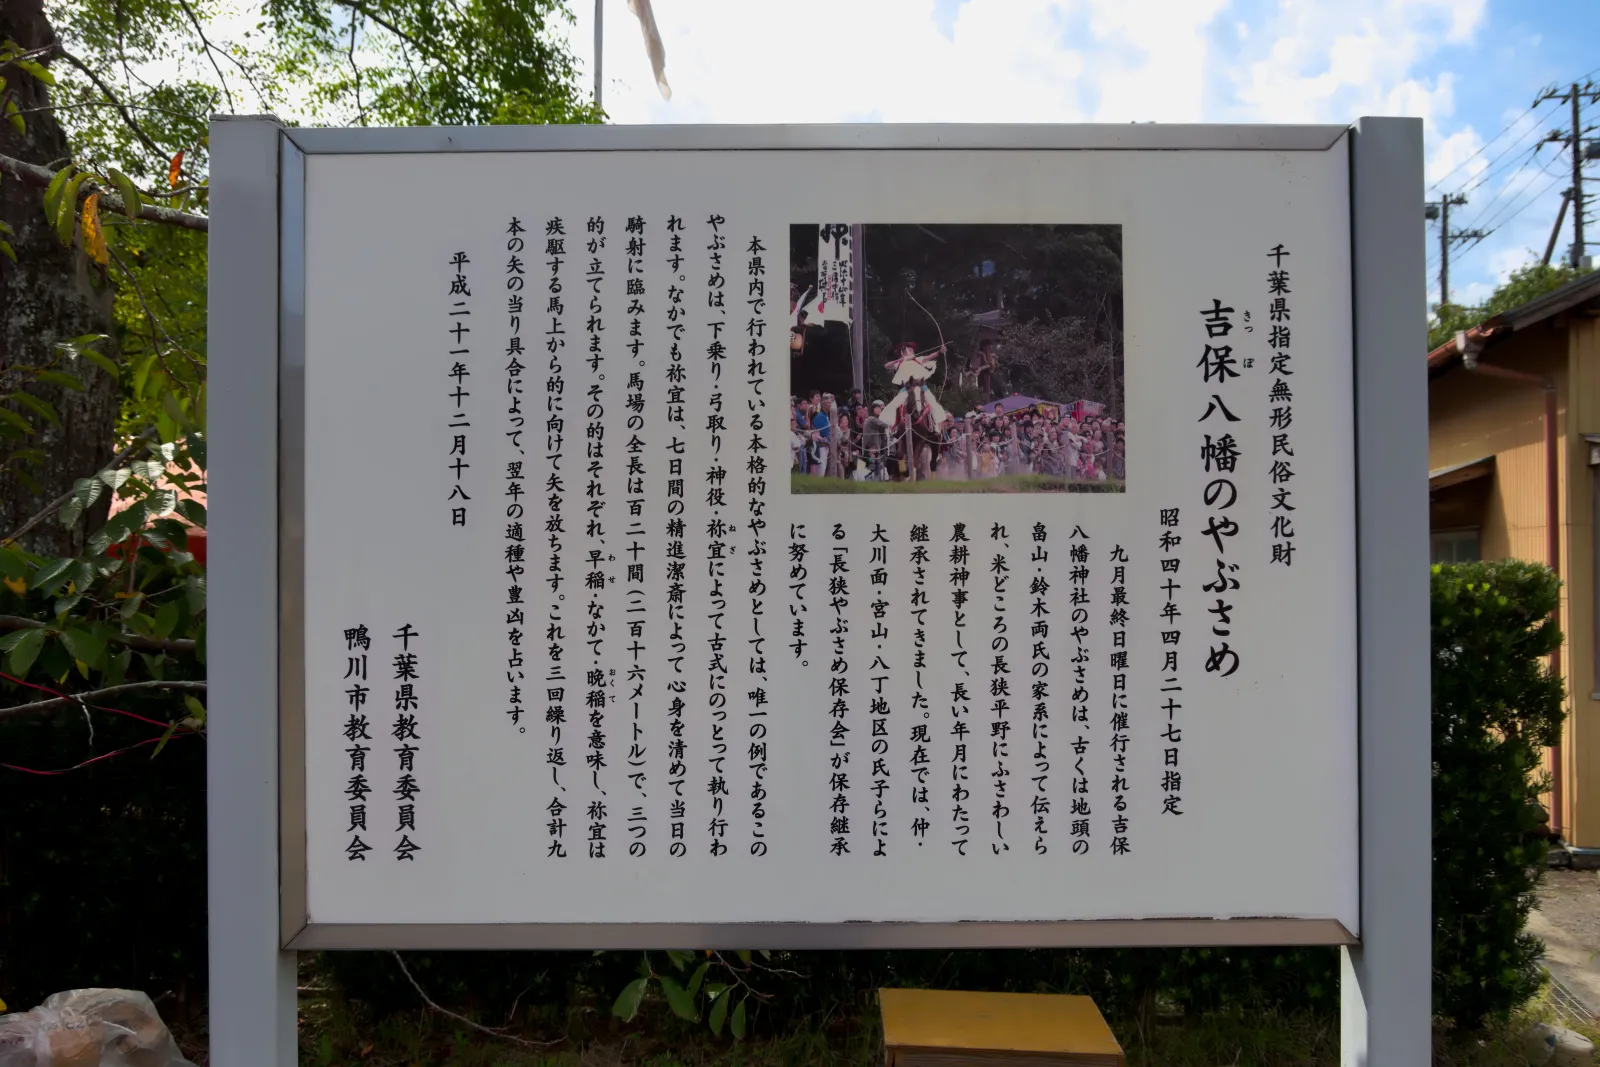 千葉県指定無形民俗文化財
吉保八幡のやぶさめ
きっ ぽ
昭和四十年四月二十七日指定
九月最終日曜日に催行される吉保
八幡神社のやぶさめは、古くは地頭の
畠山・鈴木両氏の家系によって伝えら
れ、米どころの長狭平野にふさわしい
農耕神事として、長い年月にわたって
継承されてきました。現在では、仲・
大川面・宮山・八丁地区の氏子らによ
る「長狭やぶさめ保存会」が保存継承
に努めています。
本県内で行われている本格的なやぶさめとしては、唯一の例であるこの
やぶさめは、下乗り・弓取り・神役・祢宜によって古式にのっとって執り行わ
ねぎ
れます。なかでも祢宜は、七日間の精進潔斎によって心身を清めて当日の
騎射に臨みます。馬場の全長は百二十間(二百十六メートル)で、三つの
的が立てられます。その的はそれぞれ、早稲・なかて・晩稲を意味し、祢宜は
わせ おくて
疾駆する馬上から的に向けて矢を放ちます。これを三回繰り返し、合計九
本の矢の当り具合によって、翌年の適種や豊凶を占います。
平成二十一年十二月十八日
千葉県教育委員会
鴨川市教育委員会